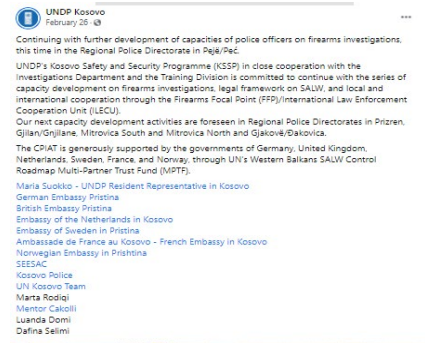 UNDP Kosovo
February 26 ·
Continuing with further development of capacities of police officers on firearms investigations,
this time in the Regional Police Directorate in Pejë/Peć.
UNDP's Kosovo Safety and Security Programme (KSSP) in close cooperation with the
Investigations Department and the Training Division is committed to continue with the series of
capacity development on firearms investigations, legal framework on SALW, and local and
international cooperation through the Firearms Focal Point (FFP)/International Law Enforcement
Cooperation Unit (ILECU).
Our next capacity development activities are foreseen in Regional Police Directorates in Prizren,
Gjilan/Gnjilane, Mitrovica South and Mitrovica North and Gjakovë/Đakovica.
The CPIAT is generously supported by the governments of Germany, United Kingdom,
Netherlands, Sweden, France, and Norway, through UN's Western Balkans SALW Control
Roadmap Multi-Partner Trust Fund (MPTF).
Maria Suokko - UNDP Resident Representative in Kosovo
German Embassy Pristina
British Embassy Pristina
Embassy of the Netherlands in Kosovo
Embassy of Sweden in Pristina
Ambassade de France au Kosovo - French Embassy in Kosovo
Norwegian Embassy in Prishtina
SEESAC
Kosovo Police
UN Kosovo Team
Marta Rodiqi
Mentor Cakolli
Luanda Domi
Dafina Selimi